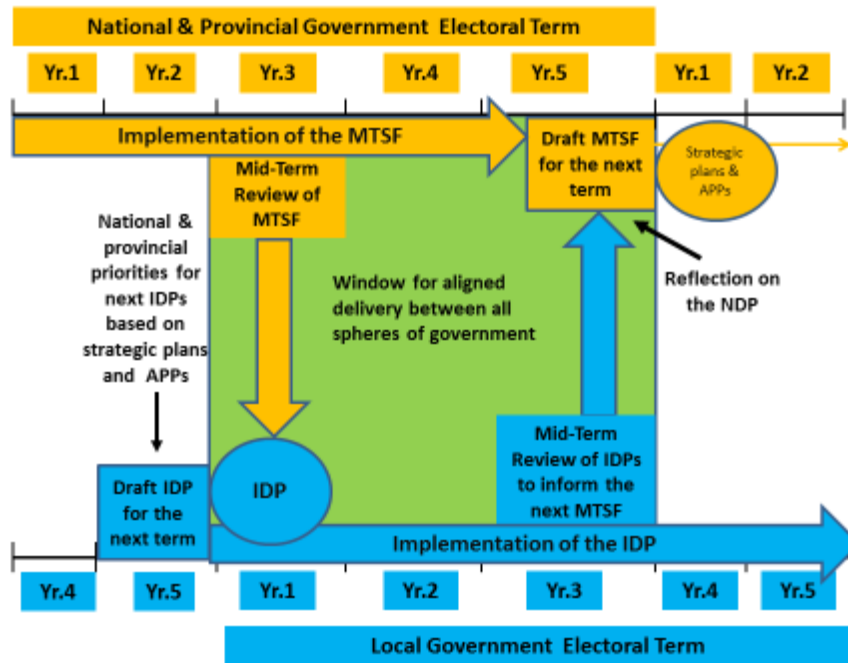 National & Provincial Government Electoral Term
Yr.1 Yr.2 Yr.3 Yr.4 Yr.5 Yr.1 Yr.2
Implementation of the MTSF
Draft MTSF
for the next
term
Strategic
plans &
APPs
Mid-Term
Review of
MTSF
National &
provincial
priorities for
next IDPs
based on
strategic plans
and APPs
Window for aligned
delivery between all
spheres of government
Reflection on
the NDP
Draft IDP
for the
next term
IDP
Mid-Term
Review of IDPs
to inform the
next MTSF
Implementation of the IDP
Yr.4 Yr.5 Yr.1 Yr.2 Yr.3 Yr.4 Yr.5
Local Government Electoral Term